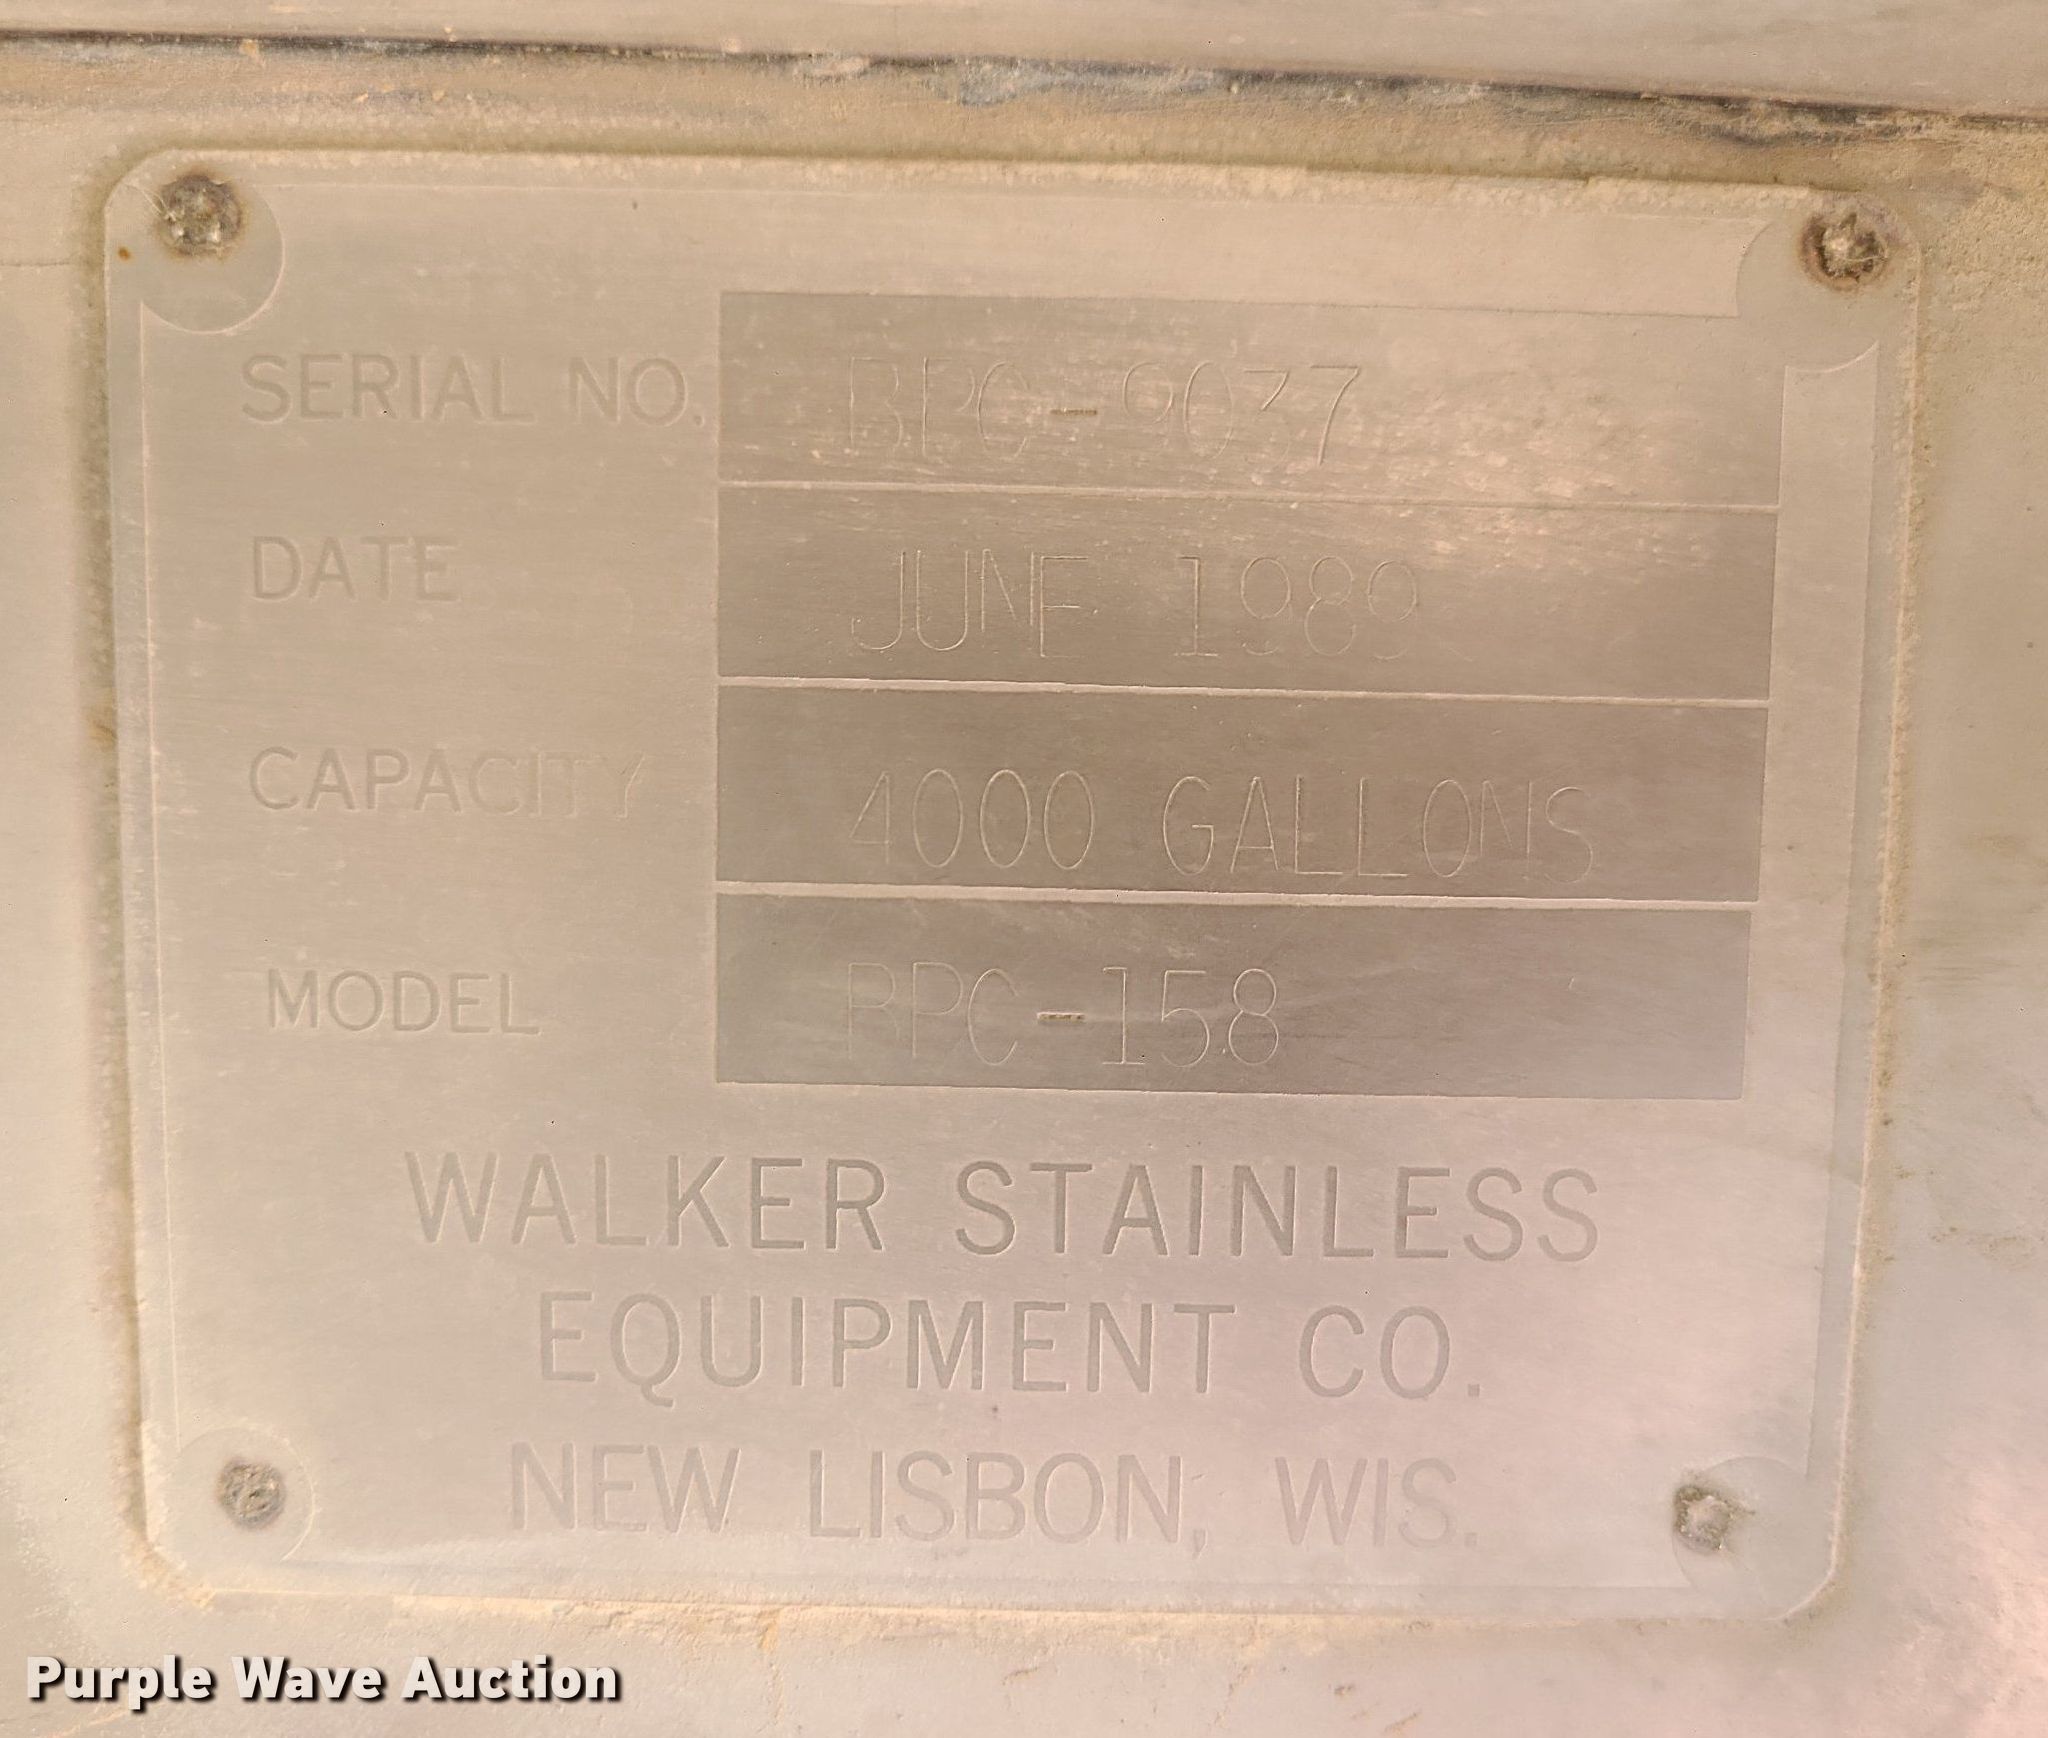 SERIAL NO. BPC-9037
DATE JUNE 1989
CAPACITY 4000 GALLONS
MODEL BPC-158
WALKER STAINLESS
EQUIPMENT CO.
NEW LISBON, WIS.
Purple Wave Auction